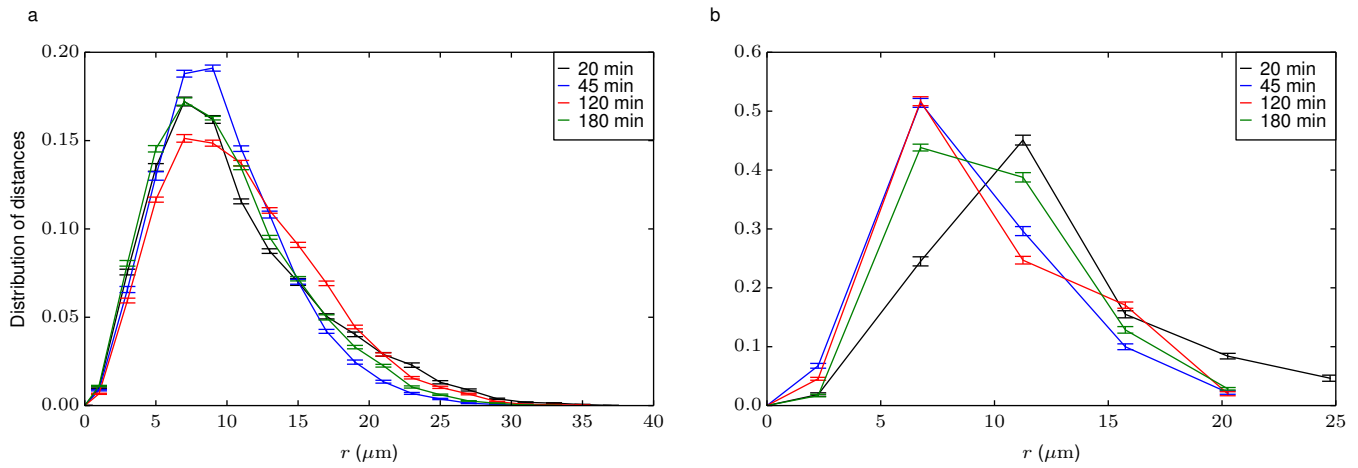 a
0.20
0.15
0.10
0.05
0.00
Distribution of distances
0 5 10 15 20 25 30 35 40
r (μm)
20 min
45 min
120 min
180 min
b
0.6
0.5
0.4
0.3
0.2
0.1
0.0
0 5 10 15 20 25
r (μm)
20 min
45 min
120 min
180 min